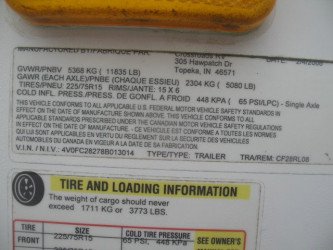 MANUFACTURED BY/FABRIQUE PAR: Crossroads RV DATE: 2/4/2008
305 Hawpatch Dr
Topeka, IN 46571
GVWR/PNBV 5368 KG ( 11835 LB)
GAWR (EACH AXLE)/PNBE (CHAQUE ESSIEU) 2304 KG ( 5080 LB)
TIRES/PNEU 225/75R15 RIMS/JANTE: 15 X 6
COLD INFL. PRESS./PRESS. DE GONFL. A FROID 448 KPA ( 65 PSI/LPC) - Single Axle
THIS VEHICLE CONFORMS TO ALL APPLICABLE U.S. FEDERAL MOTOR VEHICLE SAFETY STANDARDS
IN EFFECT ON THE DATE OF MANUFACTURE SHOWN ABOVE. THIS VEHICLE CONFORMS TO ALL
APPLICABLE STANDARDS PRESCRIBED UNDER THE CANADIAN MOTOR VEHICLE SAFETY REGULATIONS
IN EFFECT ON THE DATE OF MANUFACTURE - CE VEHICULE EST CONFORME A TOUTES LES NORMES
QUI LUI SONT APPLICABLES EN VERTU DU REGLEMENT SUR LA SECURITE DES VEHICULES
AUTOMOBILES DU CANADA EN VIGUEUR A LA DATE DE SA FABRICATION
V.I.N. / N.I.V.: 4V0FC28278B013014 TYPE/TYPE: TRAILER TRA/REM: CF28RL08
TIRE AND LOADING INFORMATION
The weight of cargo should never
exceed 1711 KG or 3773 LBS.
TIRE SIZE COLD TIRE PRESSURE SEE OWNER'S
FRONT 225/75R15 65 PSI, 448 KPA